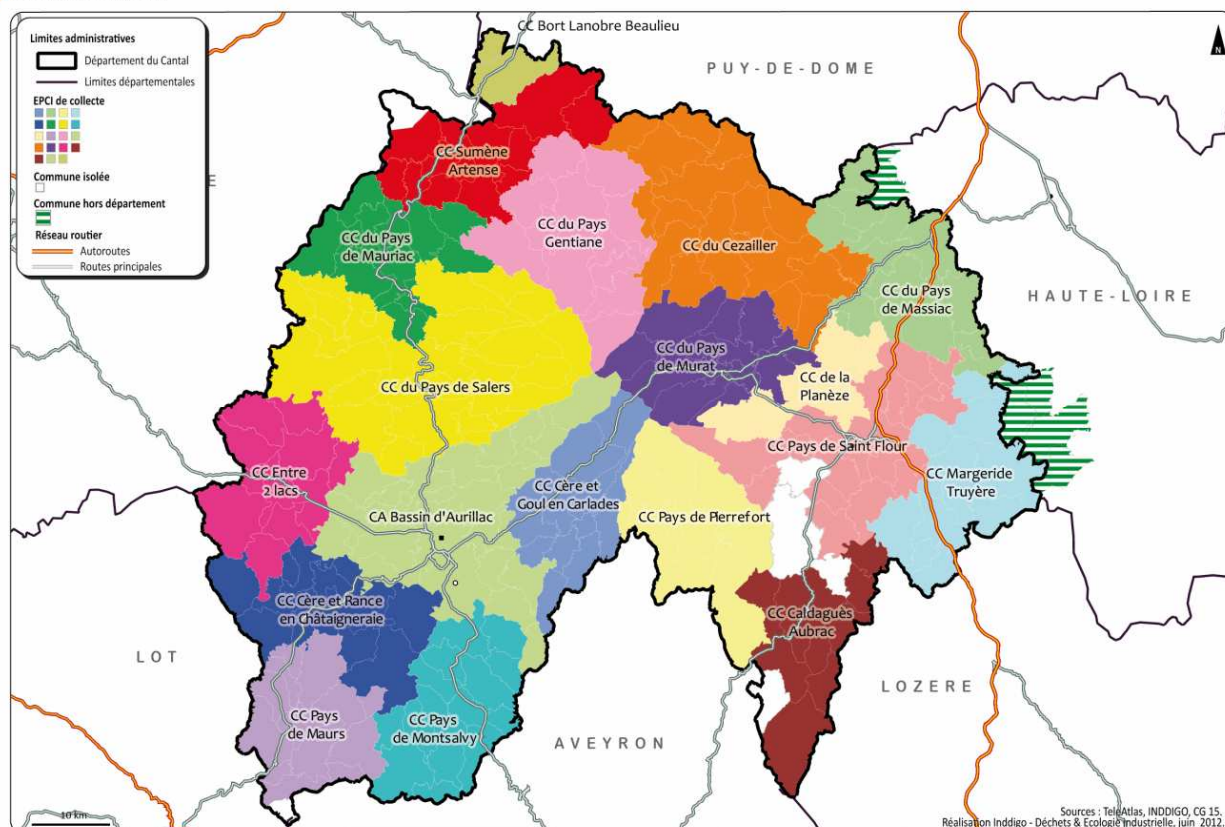 Limites administratives
Département du Cantal
Limites départementales
EPCI de collecte
Commune isolée
Commune hors département
Réseau routier
Autoroutes
Routes principales
CC Bort Lanobre Beaulieu
PUY-DE-DOME
N
CC Sumène
Artense
CC du Pays
de Mauriac
CC du Pays
Gentiane
CC du Cezailler
CC du Pays
de Massiac
HAUTE-LOIRE
CC du Pays de Salers
CC du Pays
de Murat
CC de la
Planèze
CC Pays de Saint Flour
CC Margeride
Truyère
CC Entre
2 lacs
CA Bassin d'Aurillac
CC Cère et
Goul en Carlades
CC Pays de Pierrefort
CC Cère et Rance
en Châtaigneraie
CC Caldaguès
Aubrac
LOT
LOZERE
CC Pays
de Maurs
CC Pays
de Montsalvy
AVEYRON
10 km
Sources : TeleAtlas, INDDIGO, CG 15,
Réalisation Inddigo - Déchets & Ecologie industrielle, juin 2012